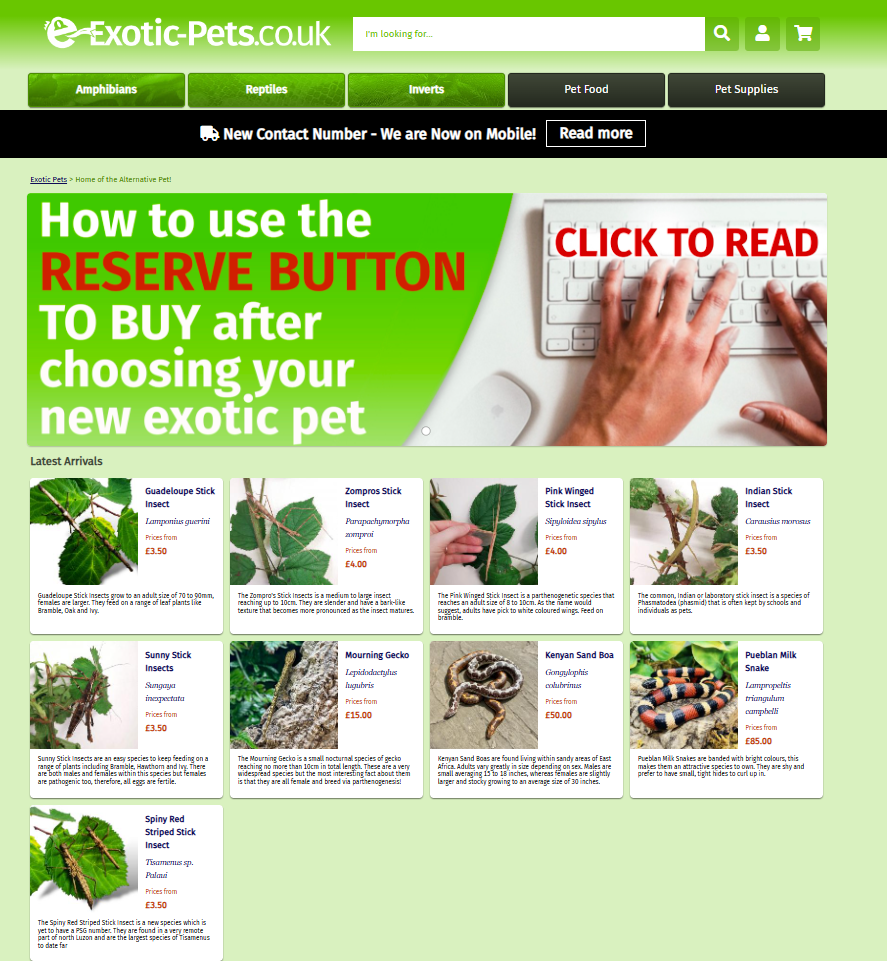 Exotic-Pets.co.uk
I'm looking for...
Amphibians
Reptiles
Inverts
Pet Food
Pet Supplies
New Contact Number - We are Now on Mobile!
Read more
Exotic Pets > Home of the Alternative Pet!
How to use the
RESERVE BUTTON
TO BUY after
choosing your
new exotic pet
CLICK TO READ
Latest Arrivals
Guadeloupe Stick
Insect
Lamponius guerini
Prices from
£3.50
Guadeloupe Stick Insects grow to an adult size of 70 to 90mm,
females are larger. They feed on a range of leaf plants like
Bramble, Oak and Ivy.
Zompros Stick
Insect
Parapachymorpha
zomproi
Prices from
£4.00
The Zompro's Stick Insects is a medium to large insect
reaching up to 10cm. They are slender and have a bark-like
texture that becomes more pronounced as the insect matures.
Pink Winged
Stick Insect
Sipyloidea sipylus
Prices from
£4.00
The Pink Winged Stick Insect is a parthenogenetic species that
reaches an adult size of 8 to 10cm. As the name would
suggest, adults have pick to white coloured wings. Feed on
bramble.
Indian Stick
Insect
Carausius morosus
Prices from
£3.50
The common, Indian or laboratory stick insect is a species of
Phasmatodea (phasmid) that is often kept by schools and
individuals as pets.
Sunny Stick
Insects
Sungaya
inexpectata
Prices from
£3.50
Sunny Stick Insects are an easy species to keep feeding on a
range of plants including Bramble, Hawthorn and Ivy. There
are both males and females within this species but females
are pathogenic too, therefore, all eggs are fertile.
Mourning Gecko
Lepidodactylus
lugubris
Prices from
£15.00
The Mourning Gecko is a small nocturnal species of gecko
reaching no more than 10cm in total length. These are a very
widespread species but the most interesting fact about them
is that they are all female and breed via parthenogenesis!
Kenyan Sand Boa
Gongylophis
colubrinus
Prices from
£50.00
Kenyan Sand Boas are found living within sandy areas of East
Africa. Adults vary greatly in size depending on sex. Males are
small averaging 15 to 18 inches, whereas females are slightly
larger and stocky growing to an average size of 30 inches.
Pueblan Milk
Snake
Lampropeltis
triangulum
campbelli
Prices from
£85.00
Pueblan Milk Snakes are banded with bright colours, this
makes them an attractive species to own. They are shy and
prefer to have small, tight hides to curl up in.
Spiny Red
Striped Stick
Insect
Tisamenus sp.
Palaui
Prices from
£3.50
The Spiny Red Striped Stick Insect is a new species which is
yet to have a PSG number. They are found in a very remote
part of north Luzon and are the largest species of Tisamenus
to date far